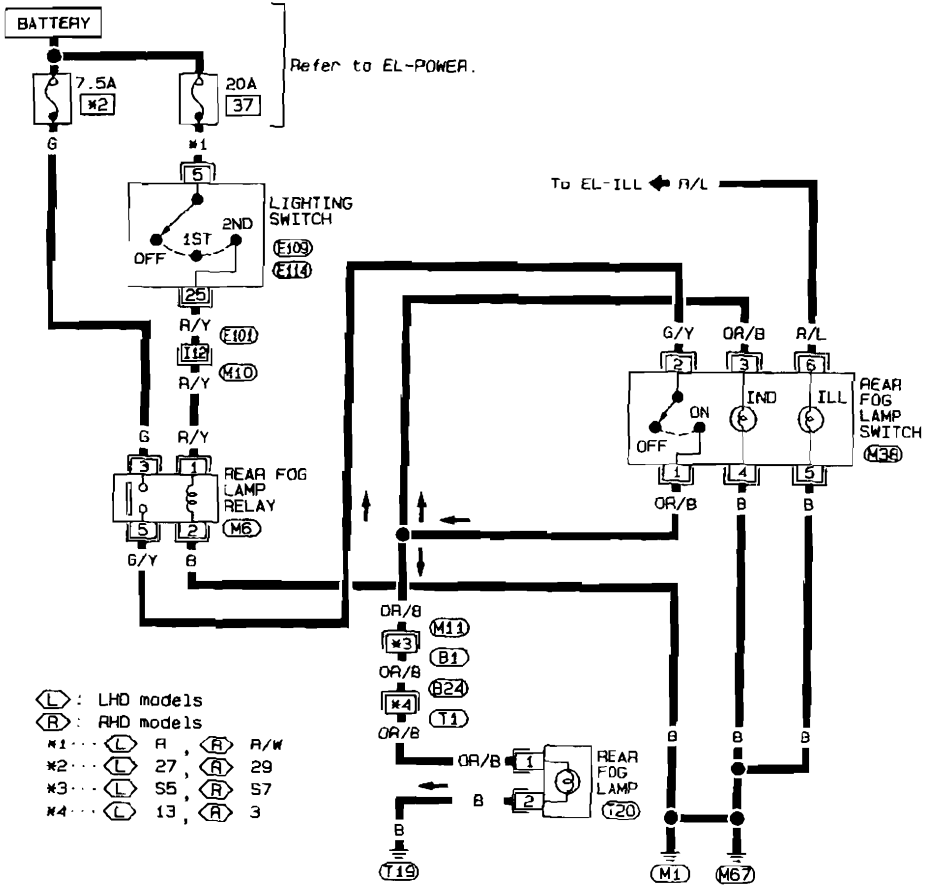 BATTERY
Refer to EL-POWER.
7.5A
*2
20A
37
G
*1
5
To EL-ILL R/L
LIGHTING
SWITCH
OFF
1ST
2ND
E109
E114
25
R/Y
E101
I12
M10
R/Y
G/Y
OR/B
R/L
2
3
6
OFF
ON
IND
ILL
REAR
FOG
LAMP
SWITCH
M38
1
4
5
OR/B
B
B
G
R/Y
3
1
REAR FOG
LAMP
RELAY
M6
5
2
G/Y
B
OR/B
M11
*3
B1
OR/B
B24
*4
T1
OR/B
L : LHD models
R : RHD models
*1 ··· L R , R R/W
*2 ··· L 27 , R 29
*3 ··· L S5 , R S7
*4 ··· L 13 , R 3
OR/B
1
B
2
REAR
FOG
LAMP
T20
B
T19
B
B
B
M1
M67